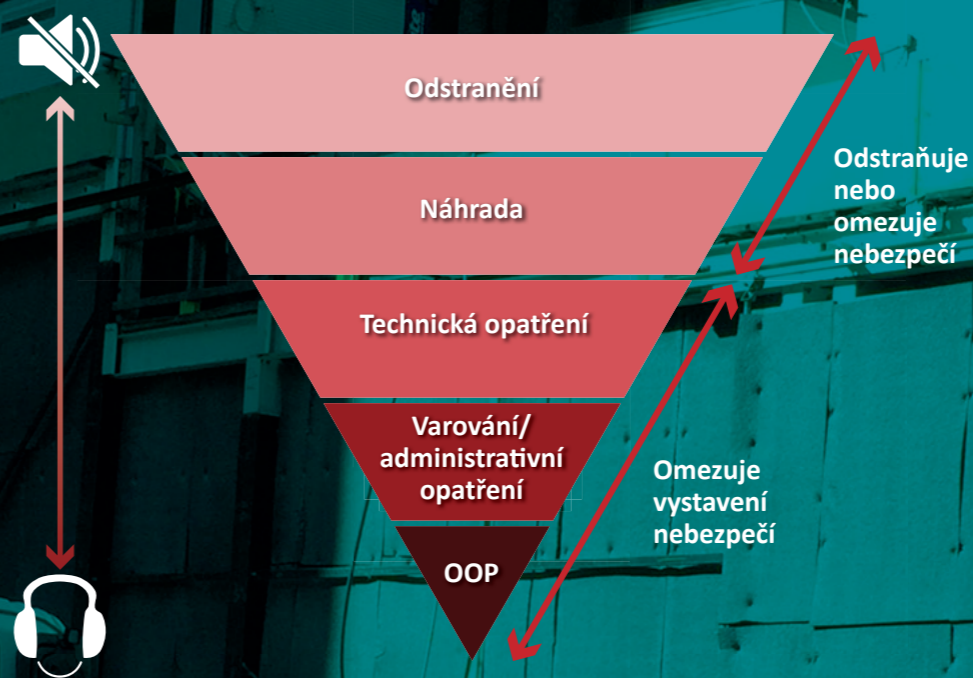 Odstranění
Náhrada
Technická opatření
Varování/
administrativní
opatření
OOP
Odstraňuje
nebo
omezuje
nebezpečí
Omezuje
vystavení
nebezpečí